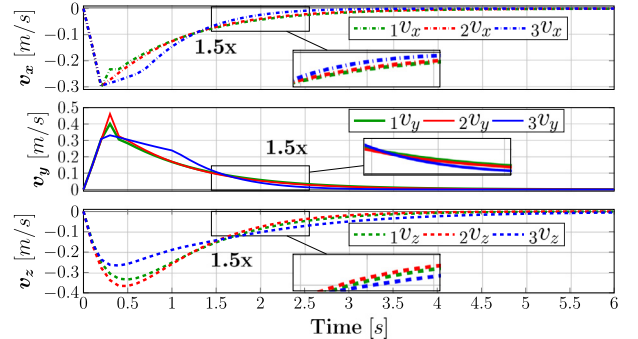 0
−0.1
−0.2
−0.3
v_x [m/s]
1v_x 2v_x 3v_x
1.5x
0.5
0.4
0.3
0.2
0.1
0
v_y [m/s]
1v_y 2v_y 3v_y
1.5x
0
−0.1
−0.2
−0.3
−0.4
v_z [m/s]
1v_z 2v_z 3v_z
1.5x
0 0.5 1 1.5 2 2.5 3 3.5 4 4.5 5 5.5 6
Time [s]